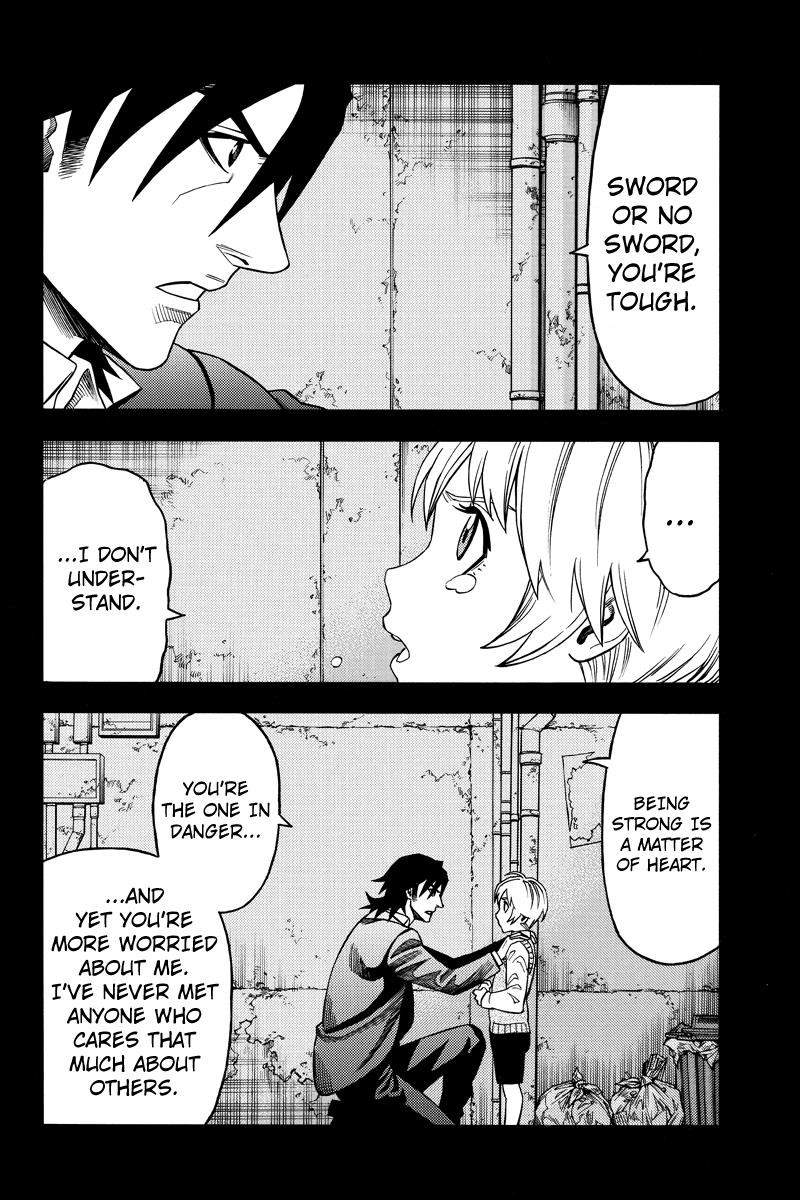 SWORD
OR NO
SWORD,
YOU'RE
TOUGH.
...
...I DON'T
UNDER-
STAND.
BEING
STRONG IS
A MATTER
OF HEART.
YOU'RE
THE ONE IN
DANGER...
...AND
YET YOU'RE
MORE WORRIED
ABOUT ME.
I'VE NEVER MET
ANYONE WHO
CARES THAT
MUCH ABOUT
OTHERS.